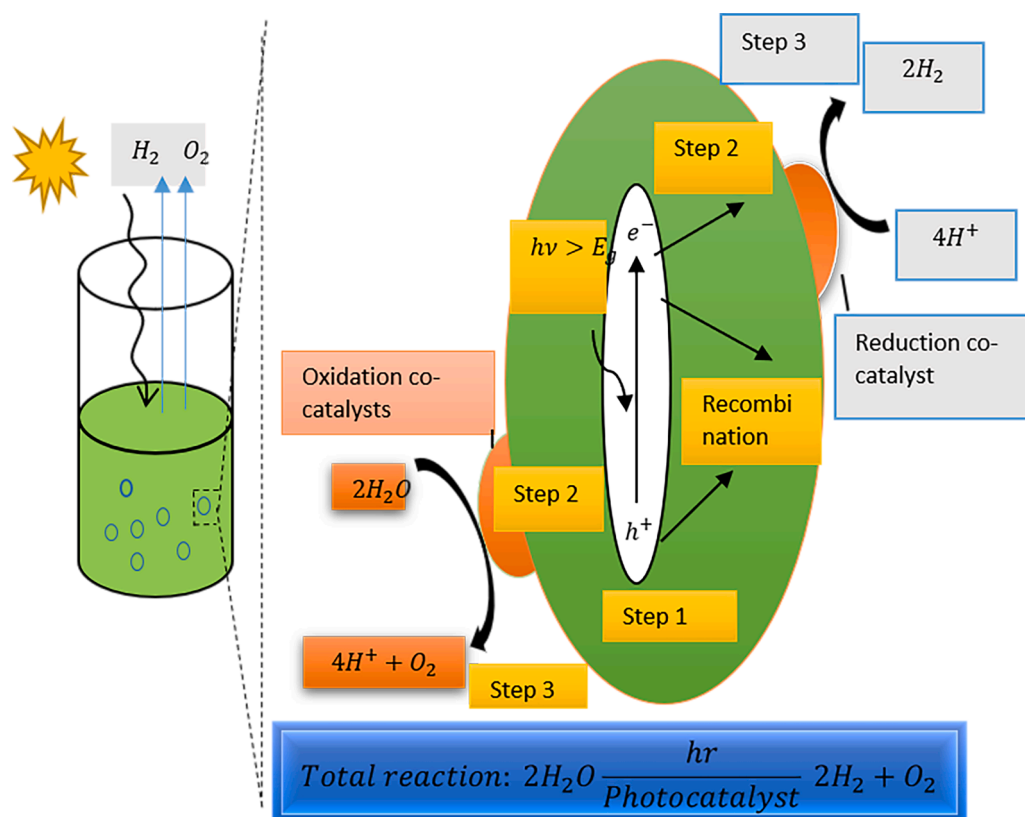 H₂ O₂
Step 3
2H₂
Step 2
hν > E_g
e⁻
4H⁺
Reduction co-
catalyst
Oxidation co-
catalysts
Recombi
nation
2H₂O
Step 2
h⁺
Step 1
4H⁺ + O₂
Step 3
Total reaction: 2H₂O hr/Photocatalyst 2H₂ + O₂